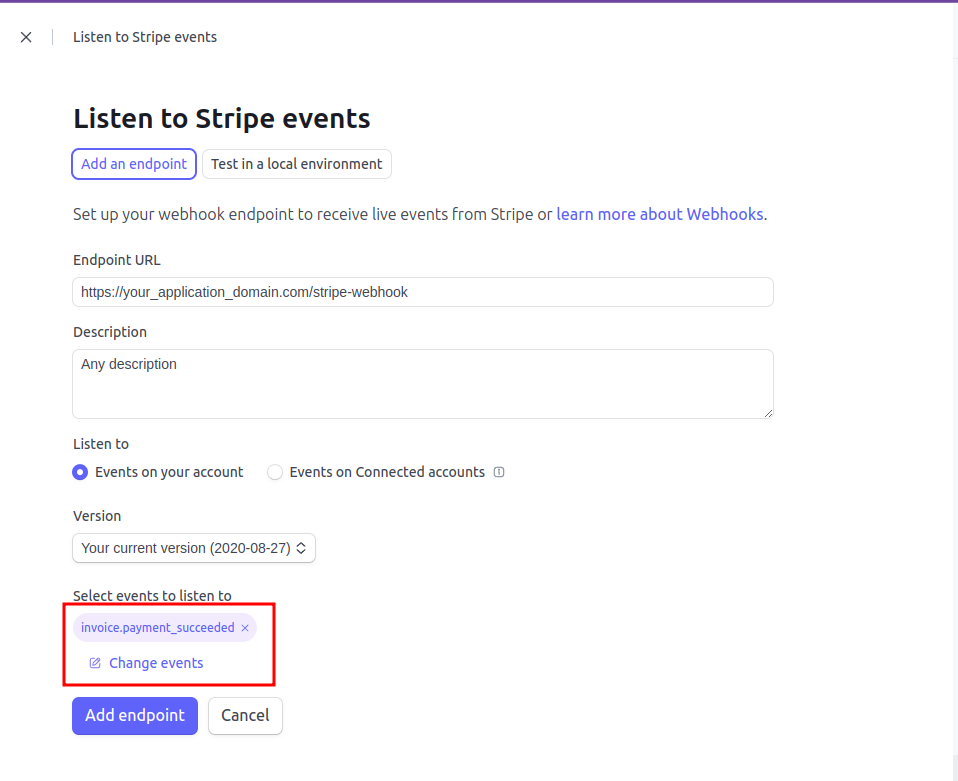 Listen to Stripe events
Listen to Stripe events
Add an endpoint Test in a local environment
Set up your webhook endpoint to receive live events from Stripe or learn more about Webhooks.
Endpoint URL
https://your_application_domain.com/stripe-webhook
Description
Any description
Listen to
Events on your account Events on Connected accounts
Version
Your current version (2020-08-27)
Select events to listen to
invoice.payment_succeeded ×
Change events
Add endpoint Cancel